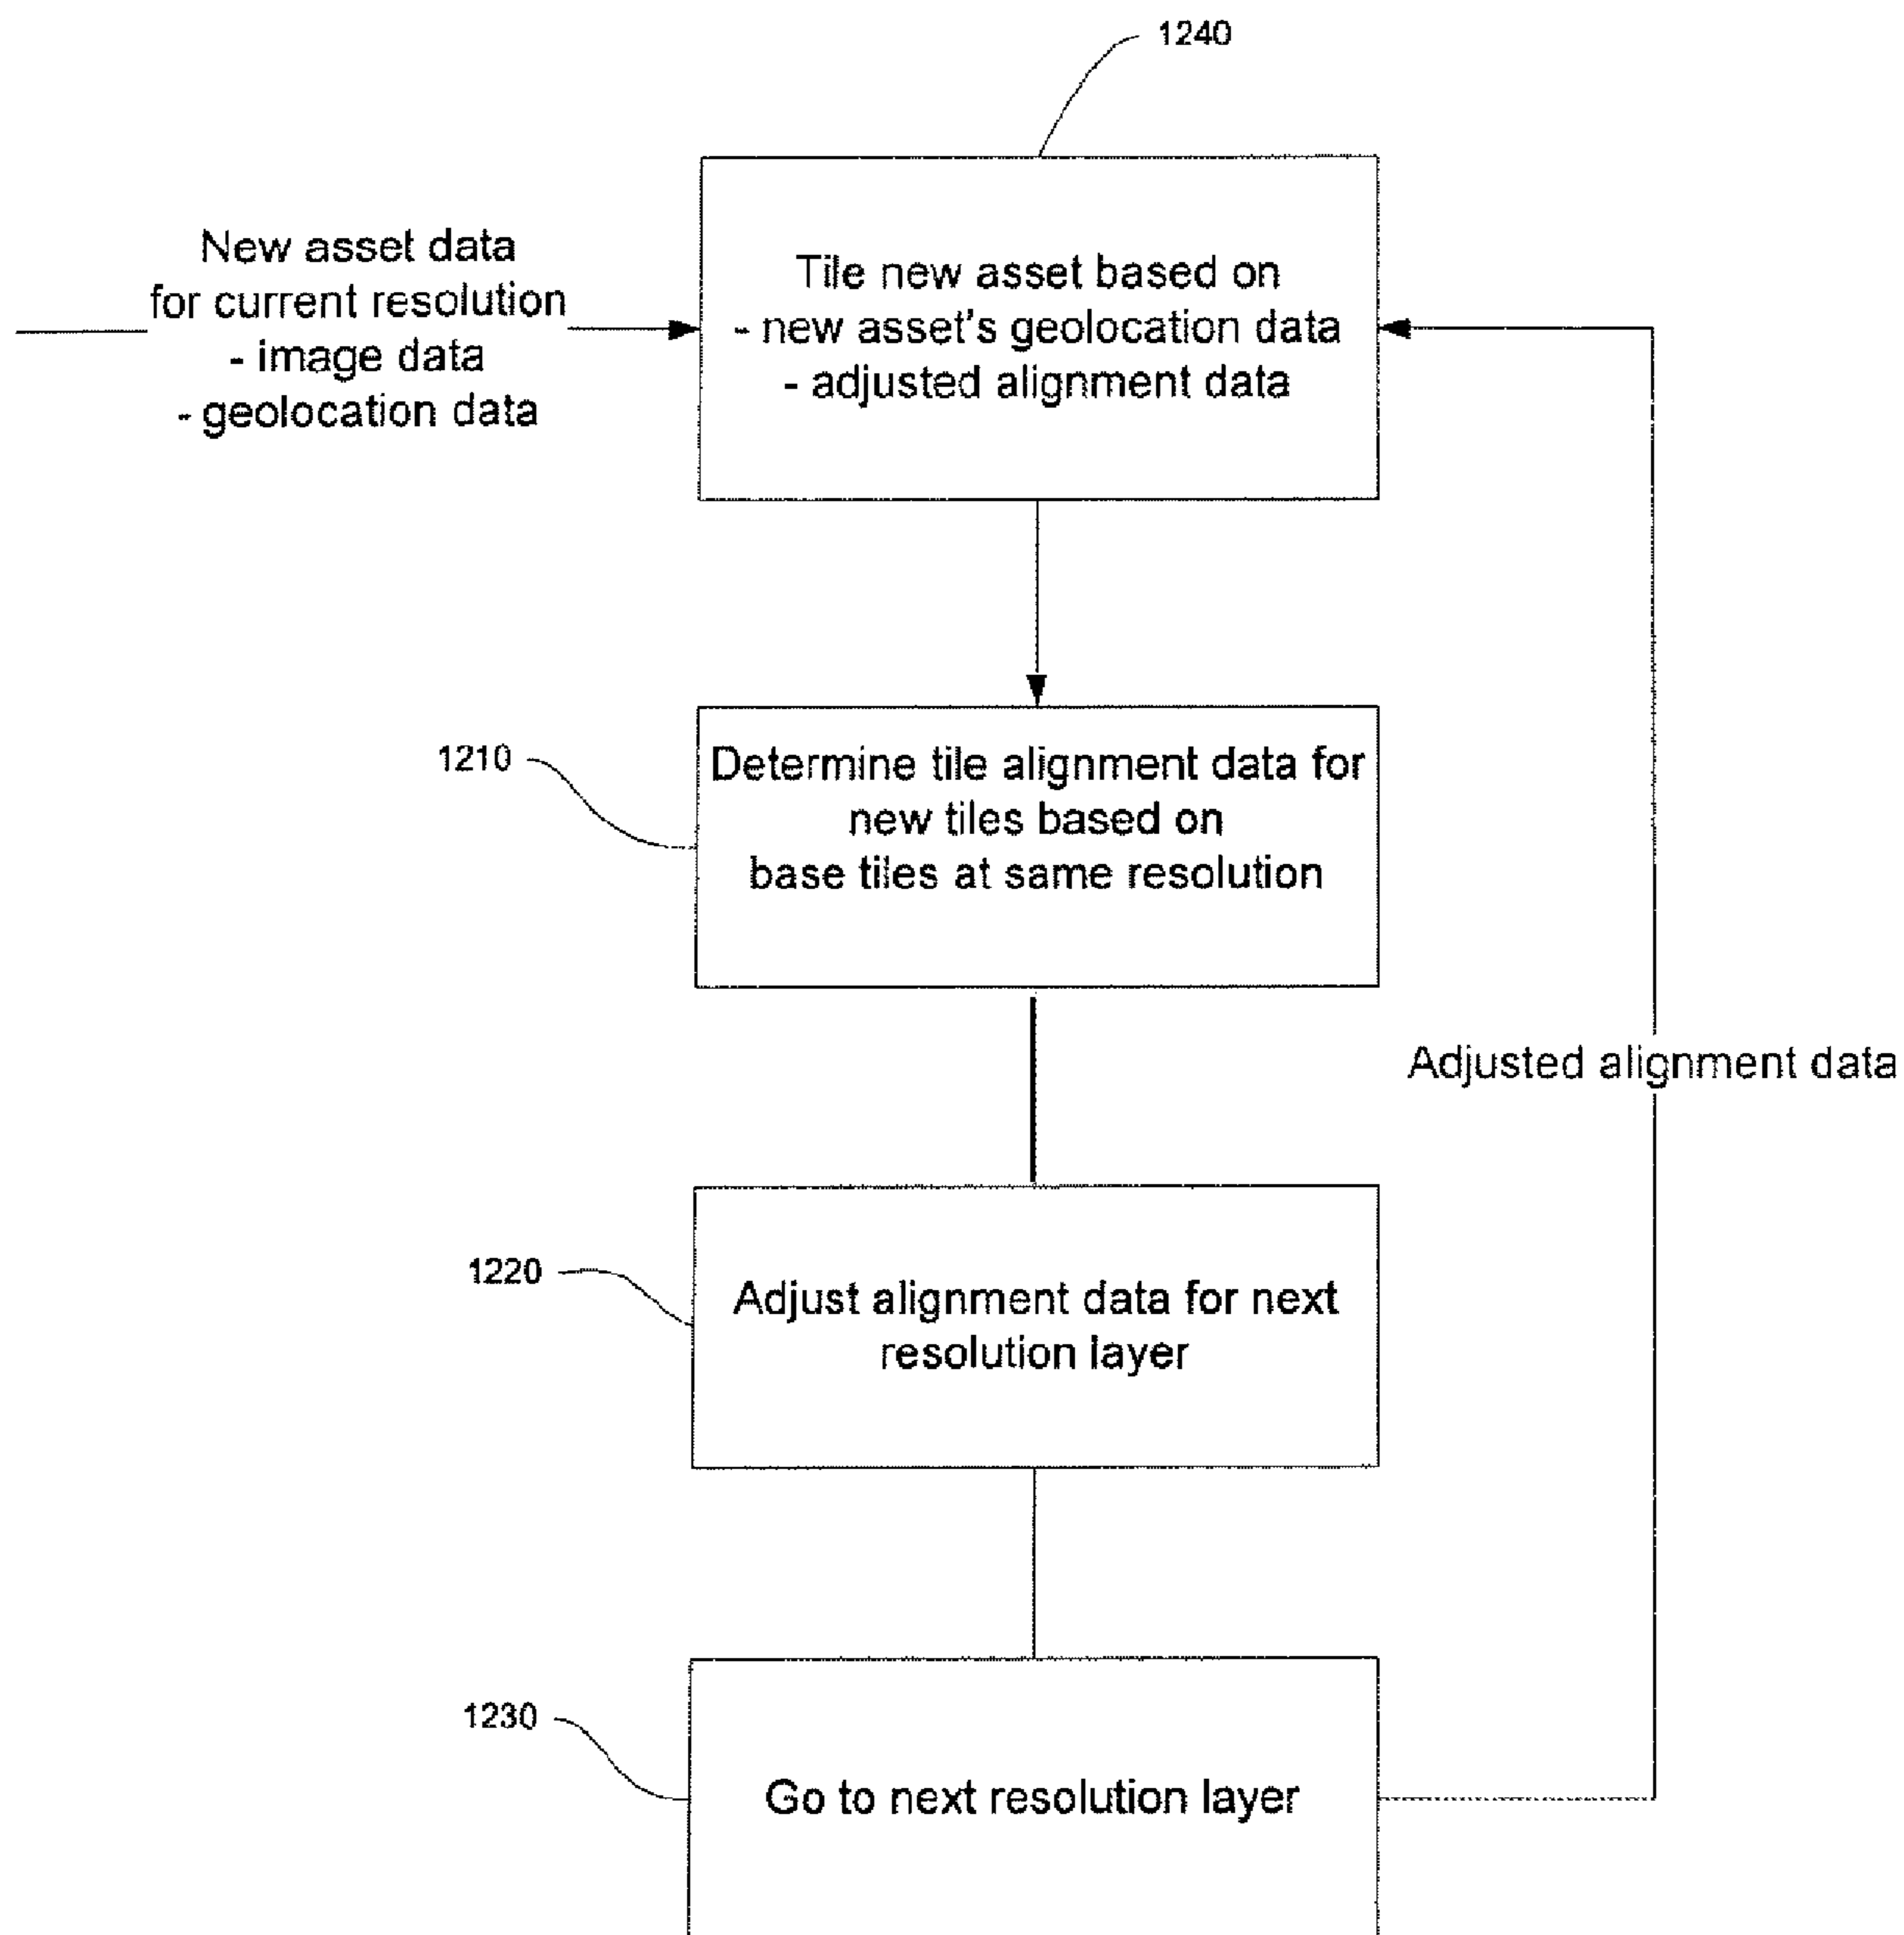 1240
New asset data
for current resolution
- image data
- geolocation data
Tile new asset based on
- new asset's geolocation data
- adjusted alignment data
1210
Determine tile alignment data for
new tiles based on
base tiles at same resolution
Adjusted alignment data
1220
Adjust alignment data for next
resolution layer
1230
Go to next resolution layer